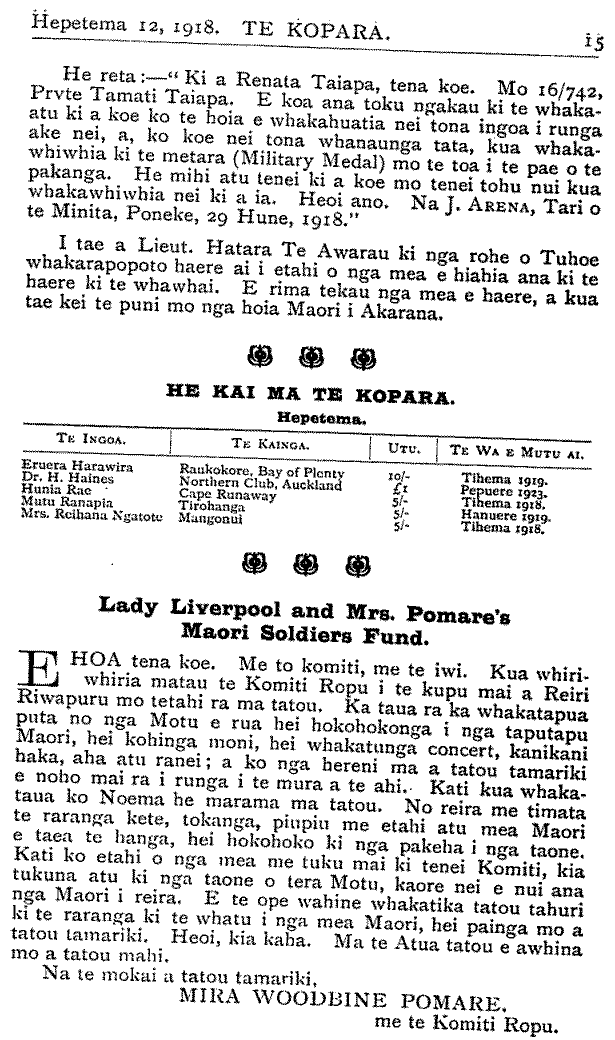 Hepetema 12, 1918. TE KOPARA. 15
He reta:—“ Ki a Renata Taiapa, tena koe. Mo 16/742,
Prvte Tamati Taiapa. E koa ana toku ngakau ki te whaka-
atu ki a koe ko te hoia e whakahuatia nei tona ingoa i runga
ake nei, a, ko koe nei tona whanaunga tata, kua whaka-
whiwhia ki te metara (Military Medal) mo te toa i te pae o te
pakanga. He mihi atu tenei ki a koe mo tenei tohu nui kua
whakawhiwhia nei ki a ia. Heoi ano. Na J. ARENA, Tari o
te Minita, Poneke, 29 Hune, 1918.”
I tae a Lieut. Hatara Te Awarau ki nga rohe o Tuhoe
whakarapopoto haere ai i etahi o nga mea e hiahia ana ki te
haere ki te whawhai. E rima tekau nga mea e haere, a kua
tae kei te puni mo nga hoia Maori i Akarana.
HE KAI MA TE KOPARA.
Hepetema.
TE INGOA. TE KAINGA. UTU. TE WA E MUTU AI.
Eruera Harawira Raukokore, Bay of Plenty 10/- Tihema 1919.
Dr. H. Haines Northern Club, Auckland £1 Pepuere 1923.
Hunia Rae Cape Runaway 5/- Tihema 1918.
Mutu Ranapia Tirohanga 5/- Hanuere 1919.
Mrs. Reihana Ngatote Mangonui 5/- Tihema 1918.
Lady Liverpool and Mrs. Pomare's
Maori Soldiers Fund.
E HOA tena koe. Me to komiti, me te iwi. Kua whiri-
whiria matau te Komiti Ropu i te kupu mai a Reiri
Riwapuru mo tetahi ra ma tatou. Ka taua ra ka whakatapua
puta no nga Motu e rua hei hokohokonga i nga taputapu
Maori, hei kohinga moni, hei whakatunga concert, kanikani
haka, aha atu ranei; a ko nga hereni ma a tatou tamariki
e noho mai ra i runga i te mura a te ahi. Kati kua whaka-
taua ko Noema he marama ma tatou. No reira me timata
te raranga kete, tokanga, piupiu me etahi atu mea Maori
e taea te hanga, hei hokohoko ki nga pakeha i nga taone.
Kati ko etahi o nga mea me tuku mai ki tenei Komiti, kia
tukuna atu ki nga taone o tera Motu, kaore nei e nui ana
nga Maori i reira. E te ope wahine whakatika tatou tahuri
ki te raranga ki te whatu i nga mea Maori, hei painga mo a
tatou tamariki. Heoi, kia kaha. Ma te Atua tatou e awhina
mo a tatou mahi.
Na te mokai a tatou tamariki,
MIRA WOODBINE POMARE,
me te Komiti Ropu.